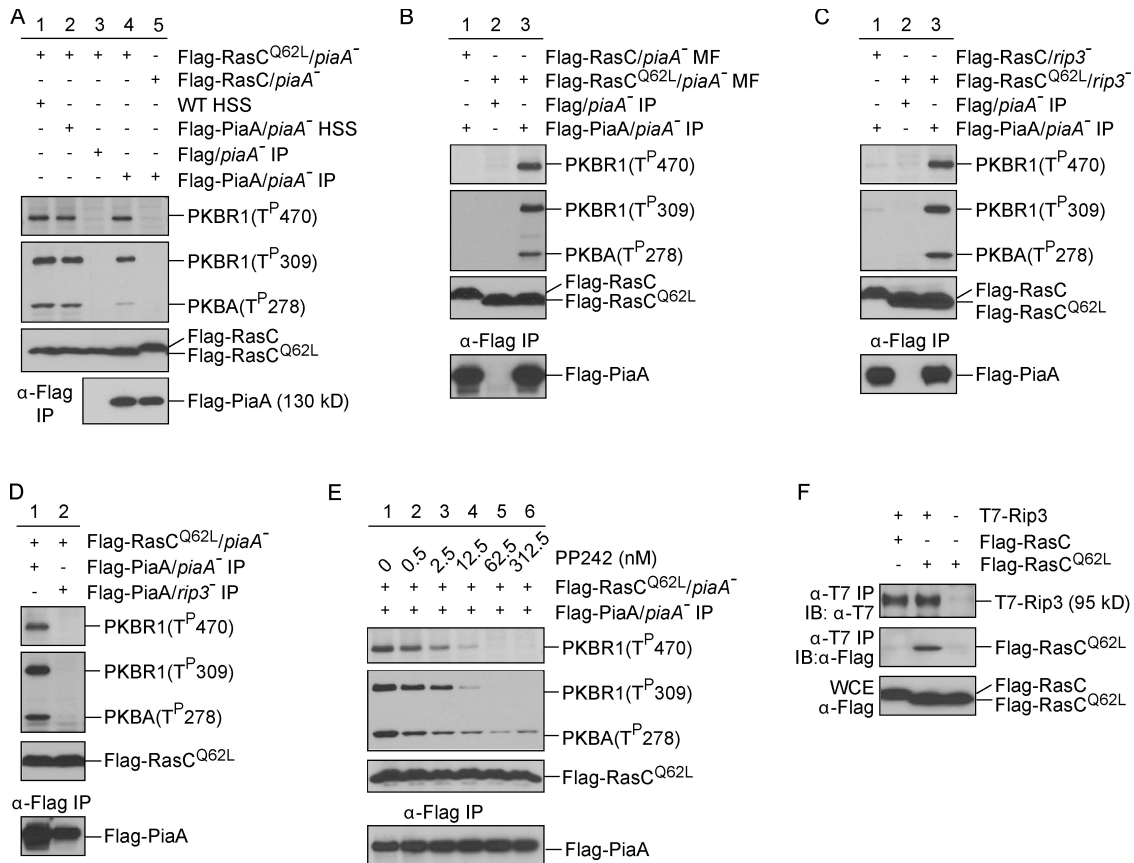 A
1 2 3 4 5
+ + + + - Flag-RasC^Q62L/piaA⁻
- - - - + Flag-RasC/piaA⁻
+ - - - - WT HSS
- + - - - Flag-PiaA/piaA⁻ HSS
- - + - - Flag/piaA⁻ IP
- - - + + Flag-PiaA/piaA⁻ IP
PKBR1(T^P470)
PKBR1(T^P309)
PKBA(T^P278)
Flag-RasC
Flag-RasC^Q62L
α-Flag
IP
Flag-PiaA (130 kD)
B
1 2 3
+ - - Flag-RasC/piaA⁻ MF
- + + Flag-RasC^Q62L/piaA⁻ MF
- + - Flag/piaA⁻ IP
+ - + Flag-PiaA/piaA⁻ IP
PKBR1(T^P470)
PKBR1(T^P309)
PKBA(T^P278)
Flag-RasC
Flag-RasC^Q62L
α-Flag IP
Flag-PiaA
C
1 2 3
+ - - Flag-RasC/rip3⁻
- + + Flag-RasC^Q62L/rip3⁻
- + - Flag/piaA⁻ IP
+ - + Flag-PiaA/piaA⁻ IP
PKBR1(T^P470)
PKBR1(T^P309)
PKBA(T^P278)
Flag-RasC
Flag-RasC^Q62L
α-Flag IP
Flag-PiaA
D
1 2
+ + Flag-RasC^Q62L/piaA⁻
+ - Flag-PiaA/piaA⁻ IP
- + Flag-PiaA/rip3⁻ IP
PKBR1(T^P470)
PKBR1(T^P309)
PKBA(T^P278)
Flag-RasC^Q62L
α-Flag IP
Flag-PiaA
E
1 2 3 4 5 6
0 0.5 2.5 12.5 62.5 312.5 PP242 (nM)
+ + + + + + Flag-RasC^Q62L/piaA⁻
+ + + + + + Flag-PiaA/piaA⁻ IP
PKBR1(T^P470)
PKBR1(T^P309)
PKBA(T^P278)
Flag-RasC^Q62L
α-Flag IP
Flag-PiaA
F
+ + - T7-Rip3
+ - - Flag-RasC
- + + Flag-RasC^Q62L
α-T7 IP
IB: α-T7
T7-Rip3 (95 kD)
α-T7 IP
IB:α-Flag
Flag-RasC^Q62L
WCE
α-Flag
Flag-RasC
Flag-RasC^Q62L